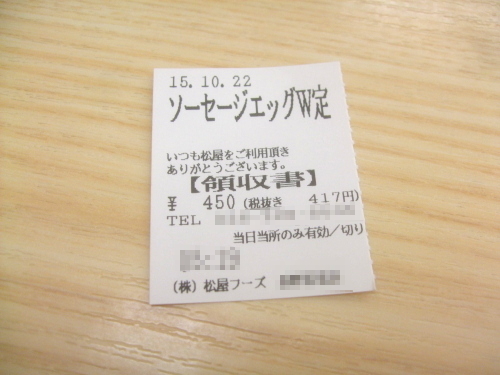 15.10.22
ソーセージエッグW定
いつも松屋をご利用頂き
ありがとうございます。
【領収書】
¥ 450(税抜き 417円)
TEL
当日当所のみ有効/切り
(株)松屋フーズ